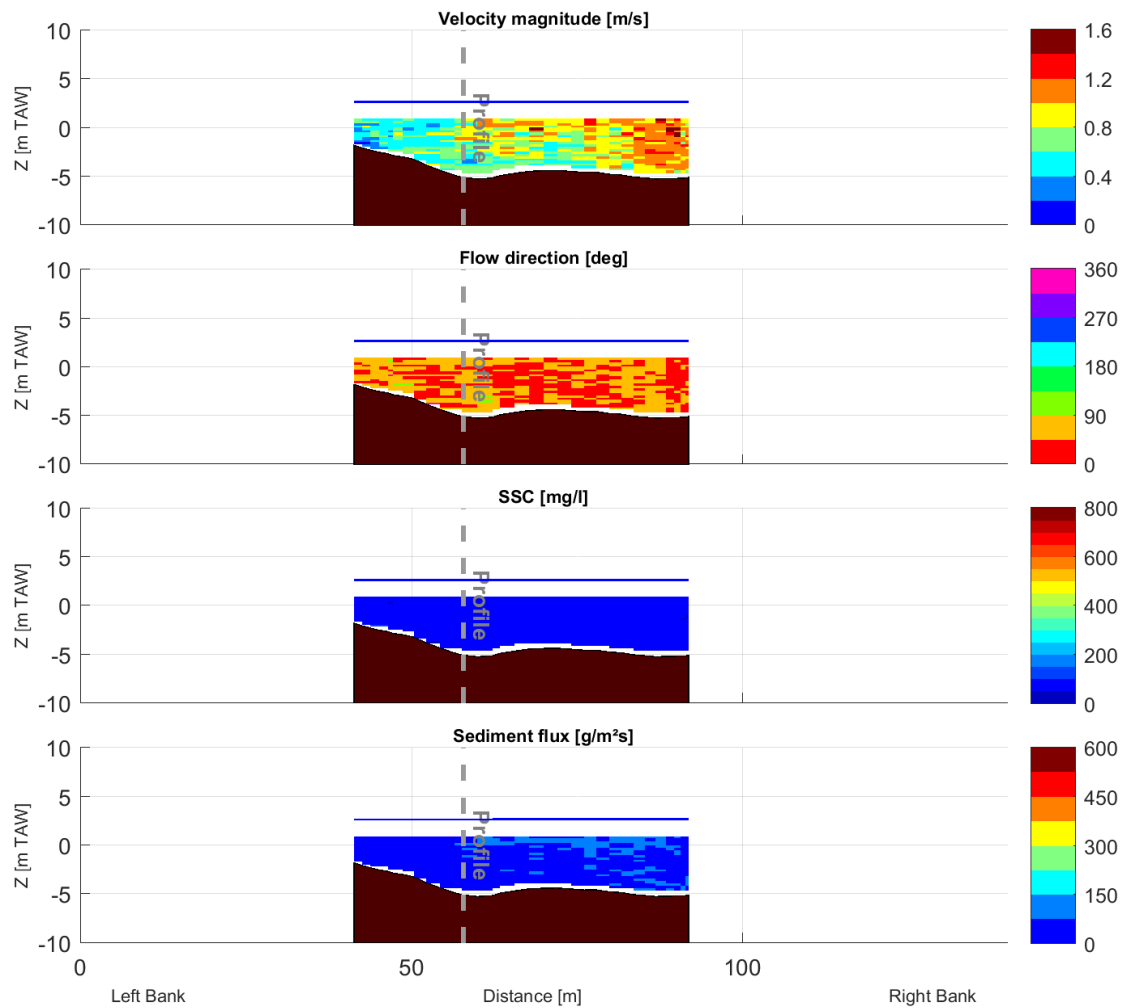 Velocity magnitude [m/s]
10
5
0
-5
-10
Z [m TAW]
Profile
1.6
1.2
0.8
0.4
0
Flow direction [deg]
10
5
0
-5
-10
Z [m TAW]
Profile
360
270
180
90
0
SSC [mg/l]
10
5
0
-5
-10
Z [m TAW]
Profile
800
600
400
200
0
Sediment flux [g/m²s]
10
5
0
-5
-10
Z [m TAW]
Profile
600
450
300
150
0
0 50 100
Left Bank Distance [m] Right Bank